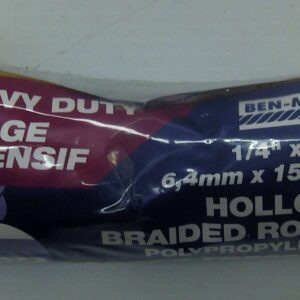 VY DUTY
GE
ENSIF
BEN-M
1/4" x
6,4mm x 15
HOLLO
BRAIDED RO
POLYPROPYL